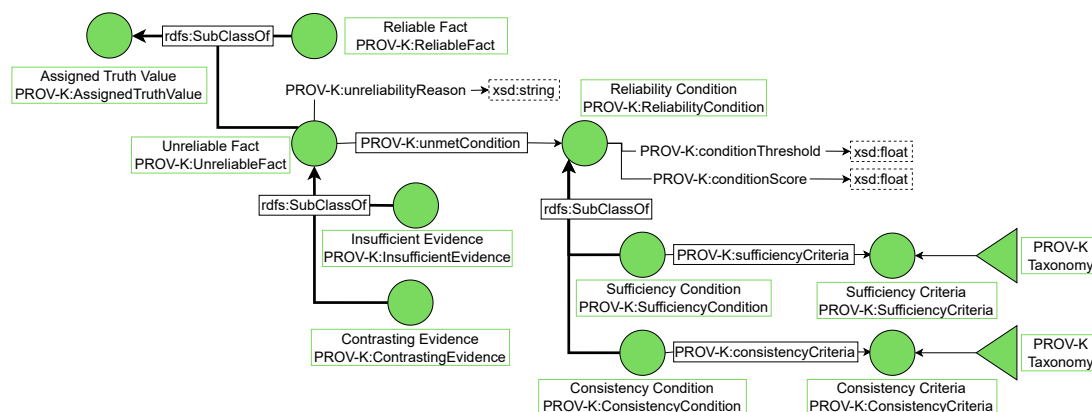 rdfs:SubClassOf
Reliable Fact
PROV-K:ReliableFact
Assigned Truth Value
PROV-K:AssignedTruthValue
PROV-K:unreliabilityReason
xsd:string
Reliability Condition
PROV-K:ReliabilityCondition
Unreliable Fact
PROV-K:UnreliableFact
PROV-K:unmetCondition
PROV-K:conditionThreshold
xsd:float
PROV-K:conditionScore
xsd:float
rdfs:SubClassOf
rdfs:SubClassOf
Insufficient Evidence
PROV-K:InsufficientEvidence
PROV-K:sufficiencyCriteria
PROV-K
Taxonomy
Sufficiency Condition
PROV-K:SufficiencyCondition
Sufficiency Criteria
PROV-K:SufficiencyCriteria
Contrasting Evidence
PROV-K:ContrastingEvidence
PROV-K:consistencyCriteria
PROV-K
Taxonomy
Consistency Condition
PROV-K:ConsistencyCondition
Consistency Criteria
PROV-K:ConsistencyCriteria